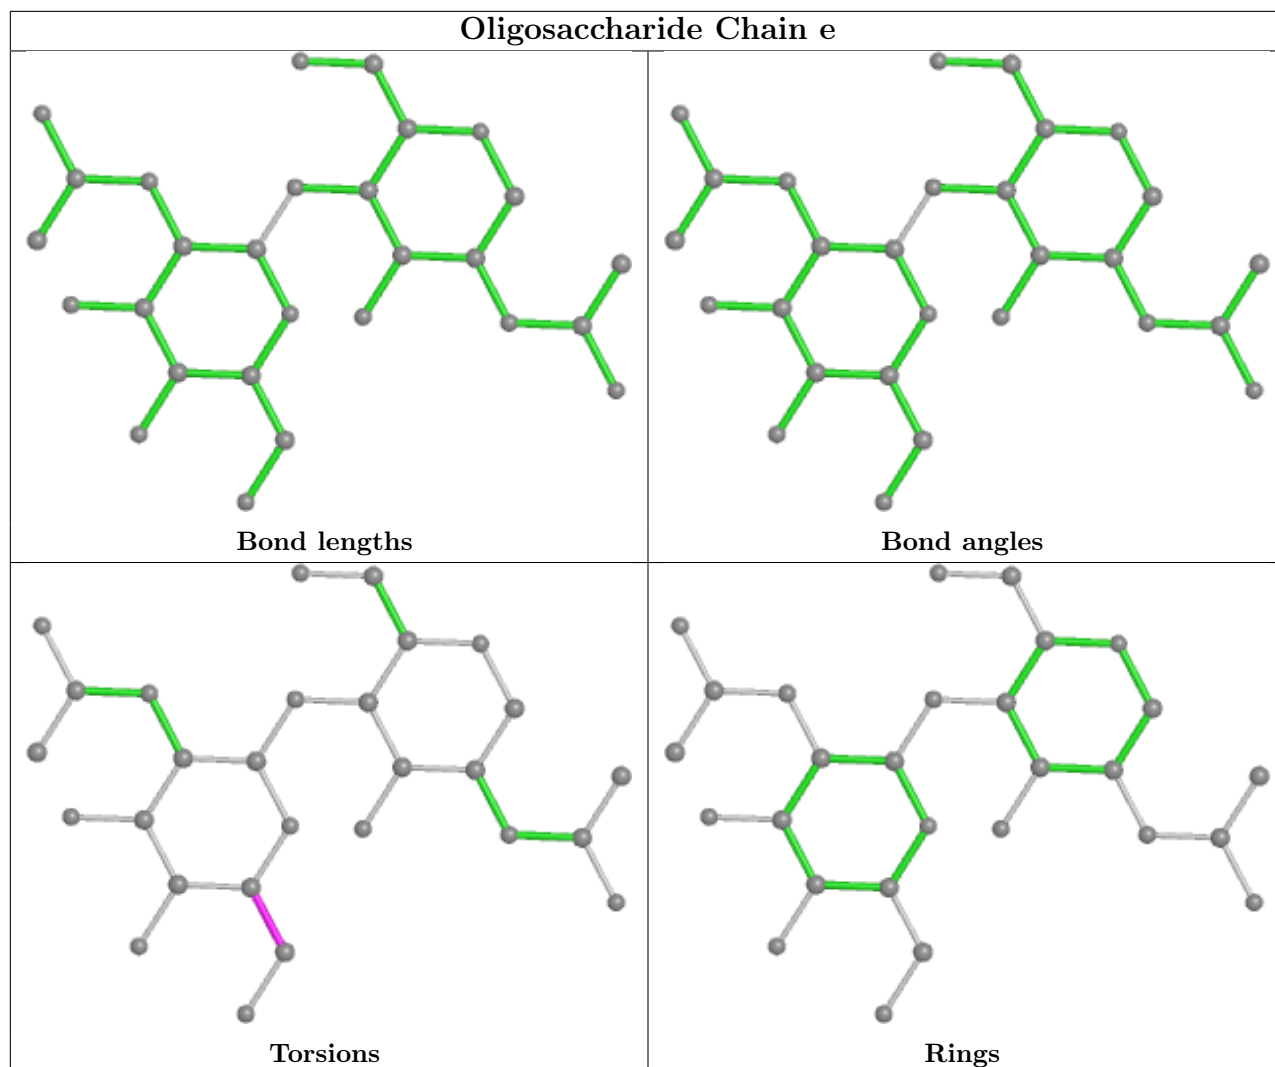 Oligosaccharide Chain e
Bond lengths
Bond angles
Torsions
Rings